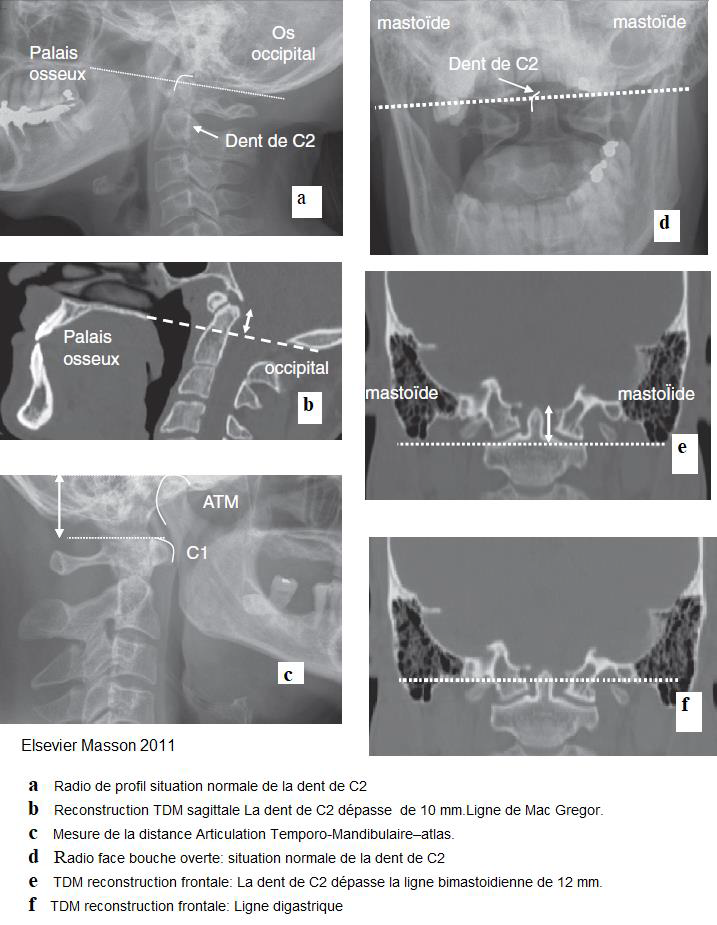 Palais
osseux
Os
occipital
Dent de C2
a
mastoïde
mastoïde
Dent de C2
d
Palais
osseux
occipital
b
mastoïde
mastoÏide
e
ATM
C1
c
f
Elsevier Masson 2011
a Radio de profil situation normale de la dent de C2
b Reconstruction TDM sagittale La dent de C2 dépasse de 10 mm.Ligne de Mac Gregor.
c Mesure de la distance Articulation Temporo-Mandibulaire–atlas.
d Radio face bouche overte: situation normale de la dent de C2
e TDM reconstruction frontale: La dent de C2 dépasse la ligne bimastoidienne de 12 mm.
f TDM reconstruction frontale: Ligne digastrique